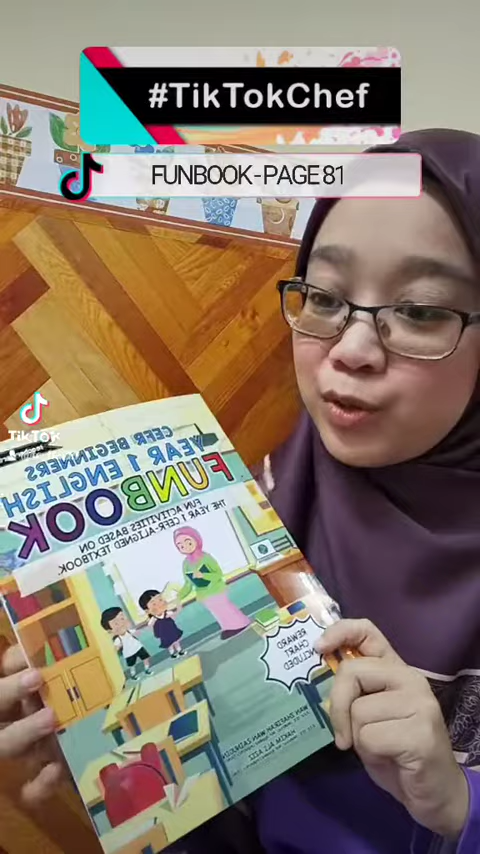 #TikTokChef
FUNBOOK - PAGE 81
TikTok
CEFR BEGINNERS
YEAR 1 ENGLISH
FUNBOOK
FUN ACTIVITIES BASED ON
THE YEAR 1 CEFR-ALIGNED TEXTBOOK.
REWARD
CHART
INCLUDED